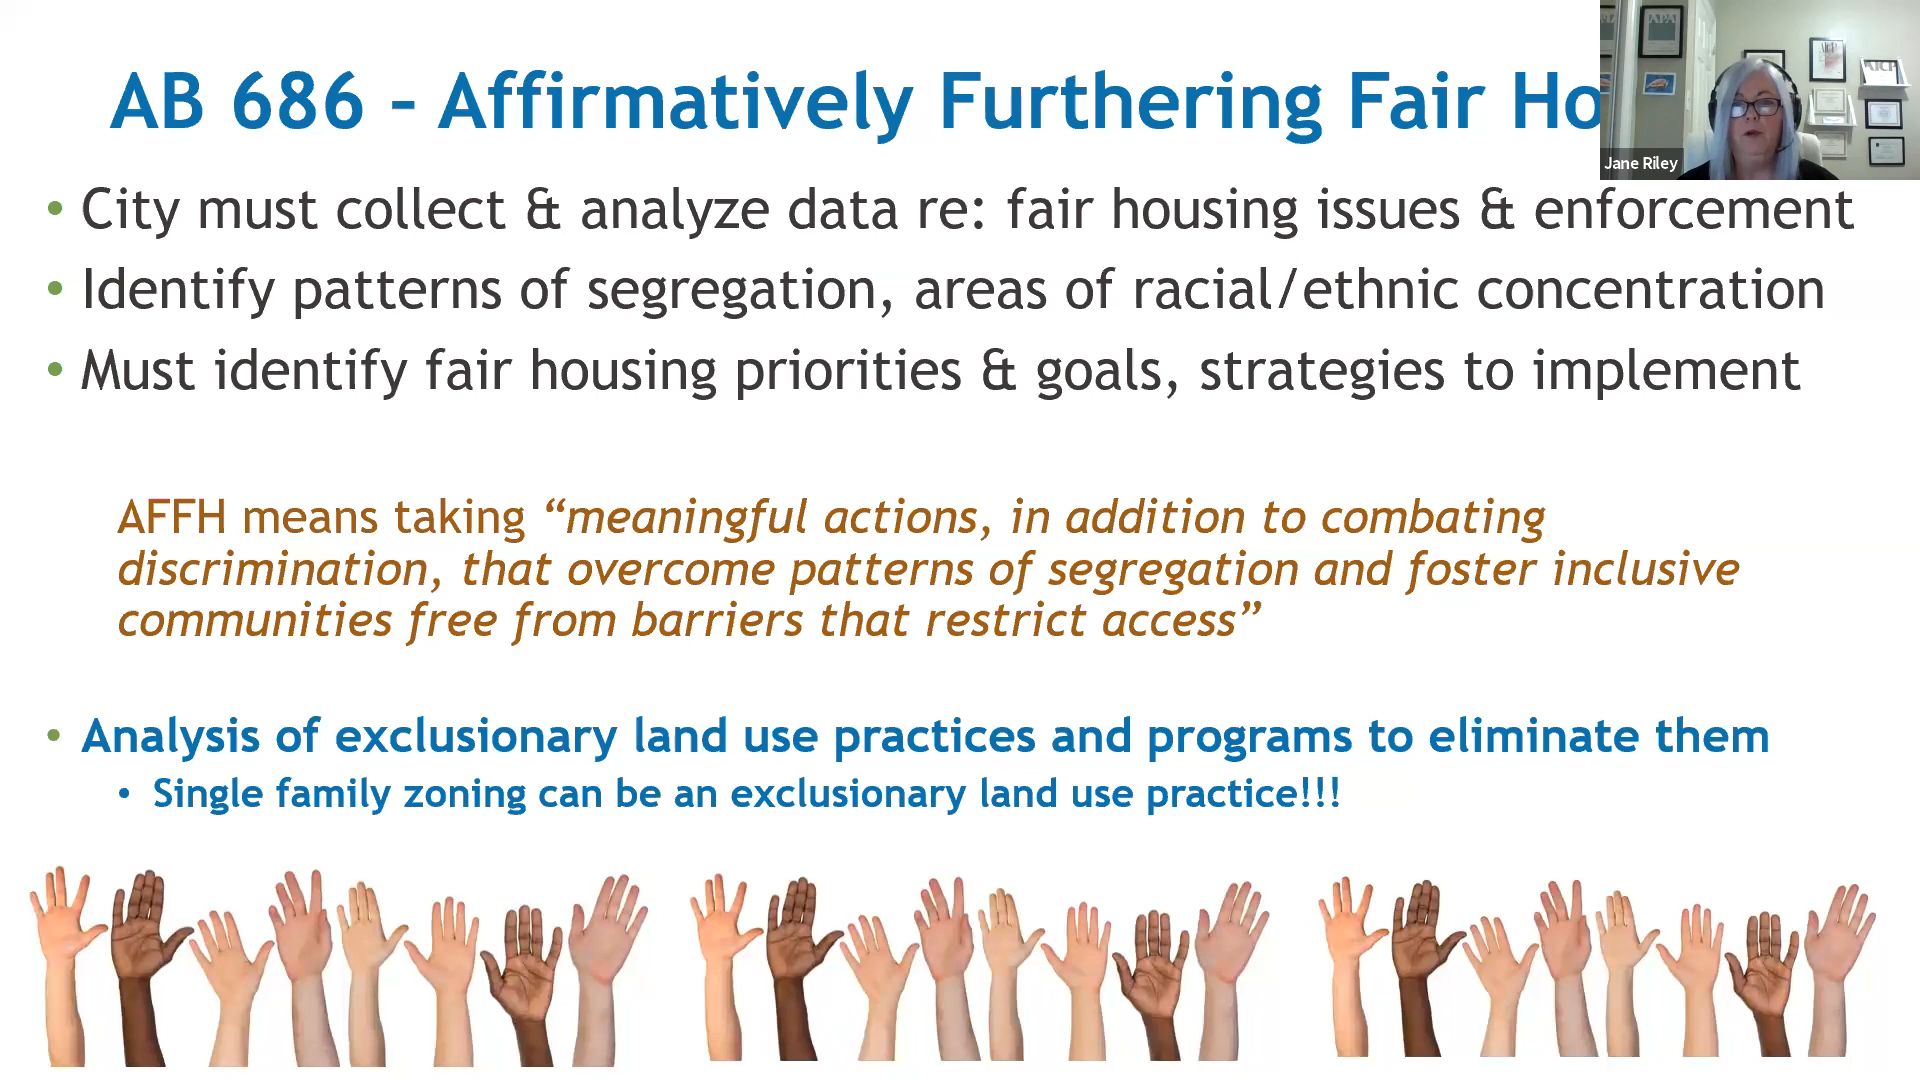 AB 686 – Affirmatively Furthering Fair Ho
Jane Riley
• City must collect & analyze data re: fair housing issues & enforcement
• Identify patterns of segregation, areas of racial/ethnic concentration
• Must identify fair housing priorities & goals, strategies to implement
AFFH means taking “meaningful actions, in addition to combating
discrimination, that overcome patterns of segregation and foster inclusive
communities free from barriers that restrict access”
• Analysis of exclusionary land use practices and programs to eliminate them
• Single family zoning can be an exclusionary land use practice!!!